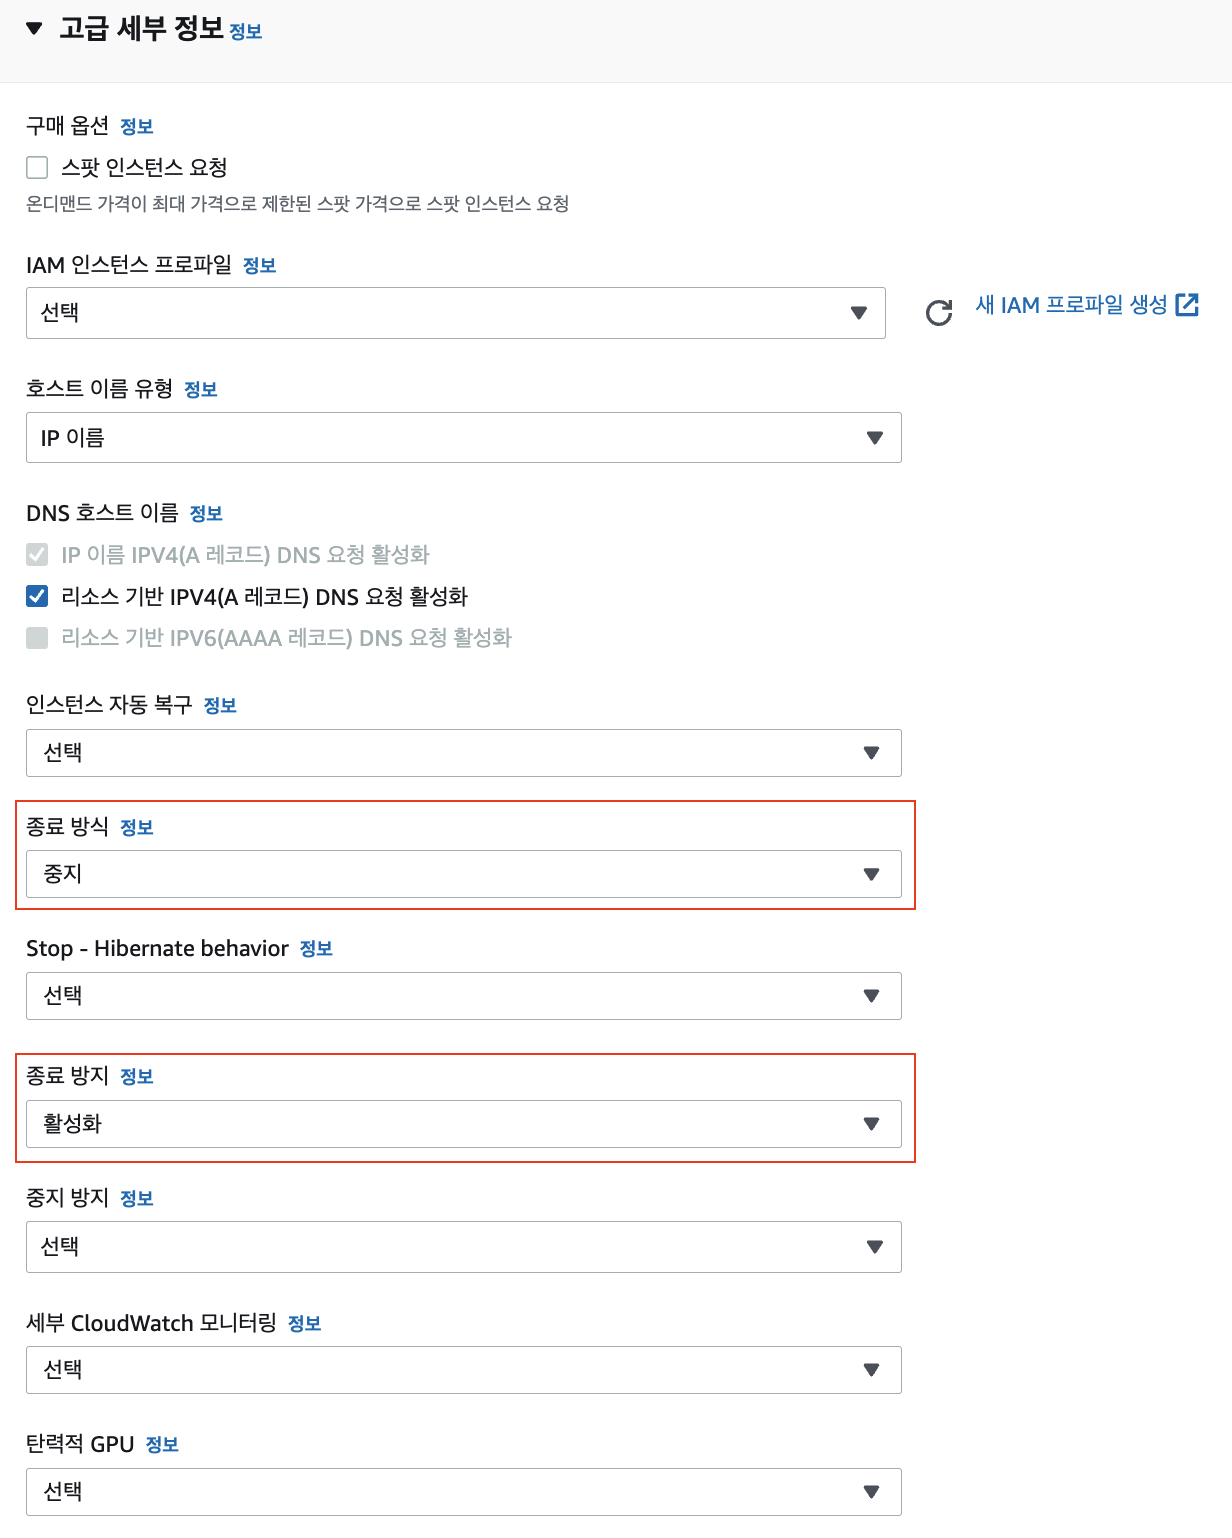 고급 세부 정보 정보
구매 옵션 정보
스팟 인스턴스 요청
온디맨드 가격이 최대 가격으로 제한된 스팟 가격으로 스팟 인스턴스 요청
IAM 인스턴스 프로파일 정보
선택
새 IAM 프로파일 생성
호스트 이름 유형 정보
IP 이름
DNS 호스트 이름 정보
IP 이름 IPV4(A 레코드) DNS 요청 활성화
리소스 기반 IPV4(A 레코드) DNS 요청 활성화
리소스 기반 IPV6(AAAA 레코드) DNS 요청 활성화
인스턴스 자동 복구 정보
선택
종료 방식 정보
중지
Stop - Hibernate behavior 정보
선택
종료 방지 정보
활성화
중지 방지 정보
선택
세부 CloudWatch 모니터링 정보
선택
탄력적 GPU 정보
선택